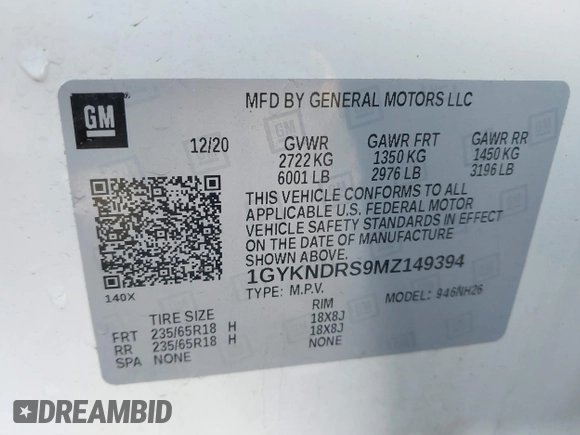 GM
MFD BY GENERAL MOTORS LLC
12/20 GVWR GAWR FRT GAWR RR
2722 KG 1350 KG 1450 KG
6001 LB 2976 LB 3196 LB
THIS VEHICLE CONFORMS TO ALL
APPLICABLE U.S. FEDERAL MOTOR
VEHICLE SAFETY STANDARDS IN EFFECT
ON THE DATE OF MANUFACTURE
SHOWN ABOVE.
1GYKNDRS9MZ149394
TYPE: M.P.V. MODEL: 946NH26
140X
TIRE SIZE RIM
FRT 235/65R18 H 18X8J
RR 235/65R18 H 18X8J
SPA NONE NONE
DREAMBID